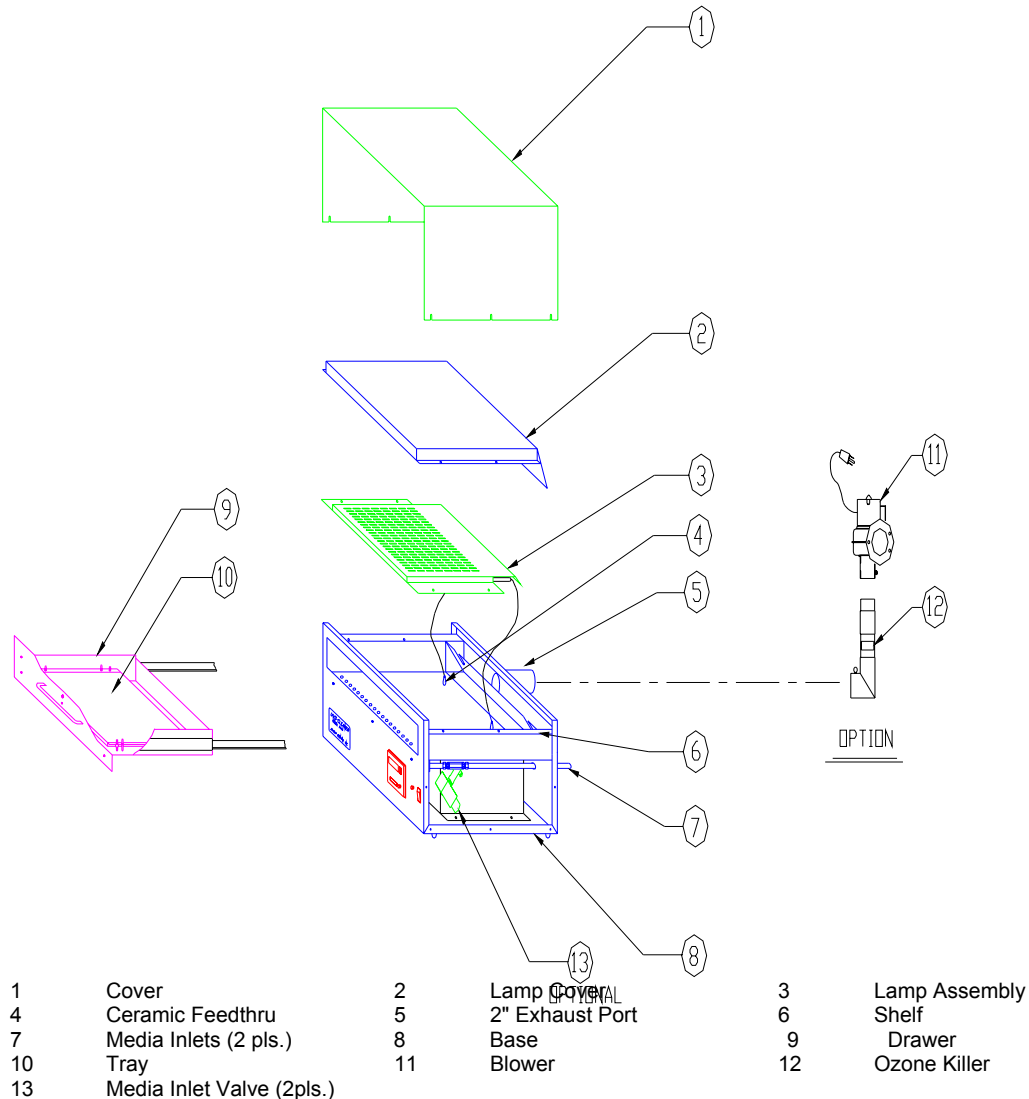 1
2
3
4
5
6
7
8
9
10
11
12
13
OPTION
OPTIONAL
1 Cover 2 Lamp Cover 3 Lamp Assembly
4 Ceramic Feedthru 5 2" Exhaust Port 6 Shelf
7 Media Inlets (2 pls.) 8 Base 9 Drawer
10 Tray 11 Blower 12 Ozone Killer
13 Media Inlet Valve (2pls.)